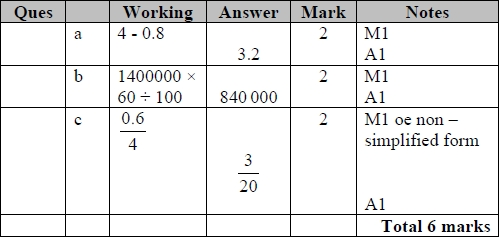 Ques Working Answer Mark Notes
a 4 - 0.8 2 M1
3.2 A1
b 1400000 × 2 M1
60 ÷ 100 840 000 A1
c 0.6 2 M1 oe non –
4 simplified form
3
20
A1
Total 6 marks